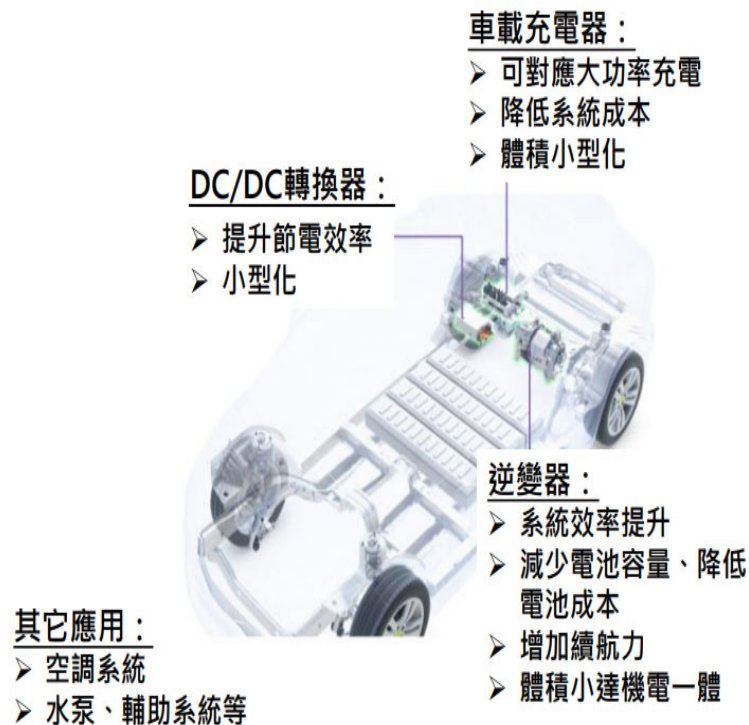 車載充電器：
➢ 可對應大功率充電
➢ 降低系統成本
➢ 體積小型化
DC/DC轉換器：
➢ 提升節電效率
➢ 小型化
逆變器：
➢ 系統效率提升
➢ 減少電池容量、降低
電池成本
➢ 增加續航力
➢ 體積小達機電一體
其它應用：
➢ 空調系統
➢ 水泵、輔助系統等